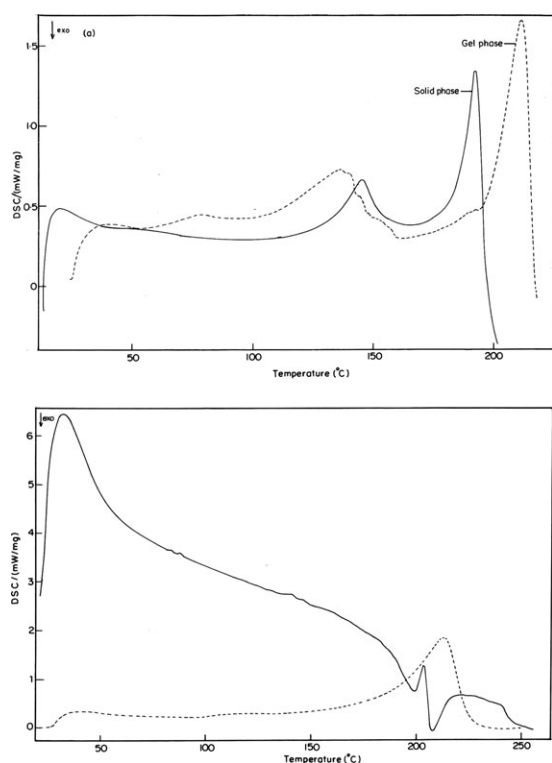 exo (a)
Gel phase
Solid phase
1·5
1·0
0·5
0
DSC/(mW/mg)
50 100 150 200
Temperature (°C)
exo
6
5
4
3
2
1
0
DSC/(mW/mg)
50 100 150 200 250
Temperature (°C)